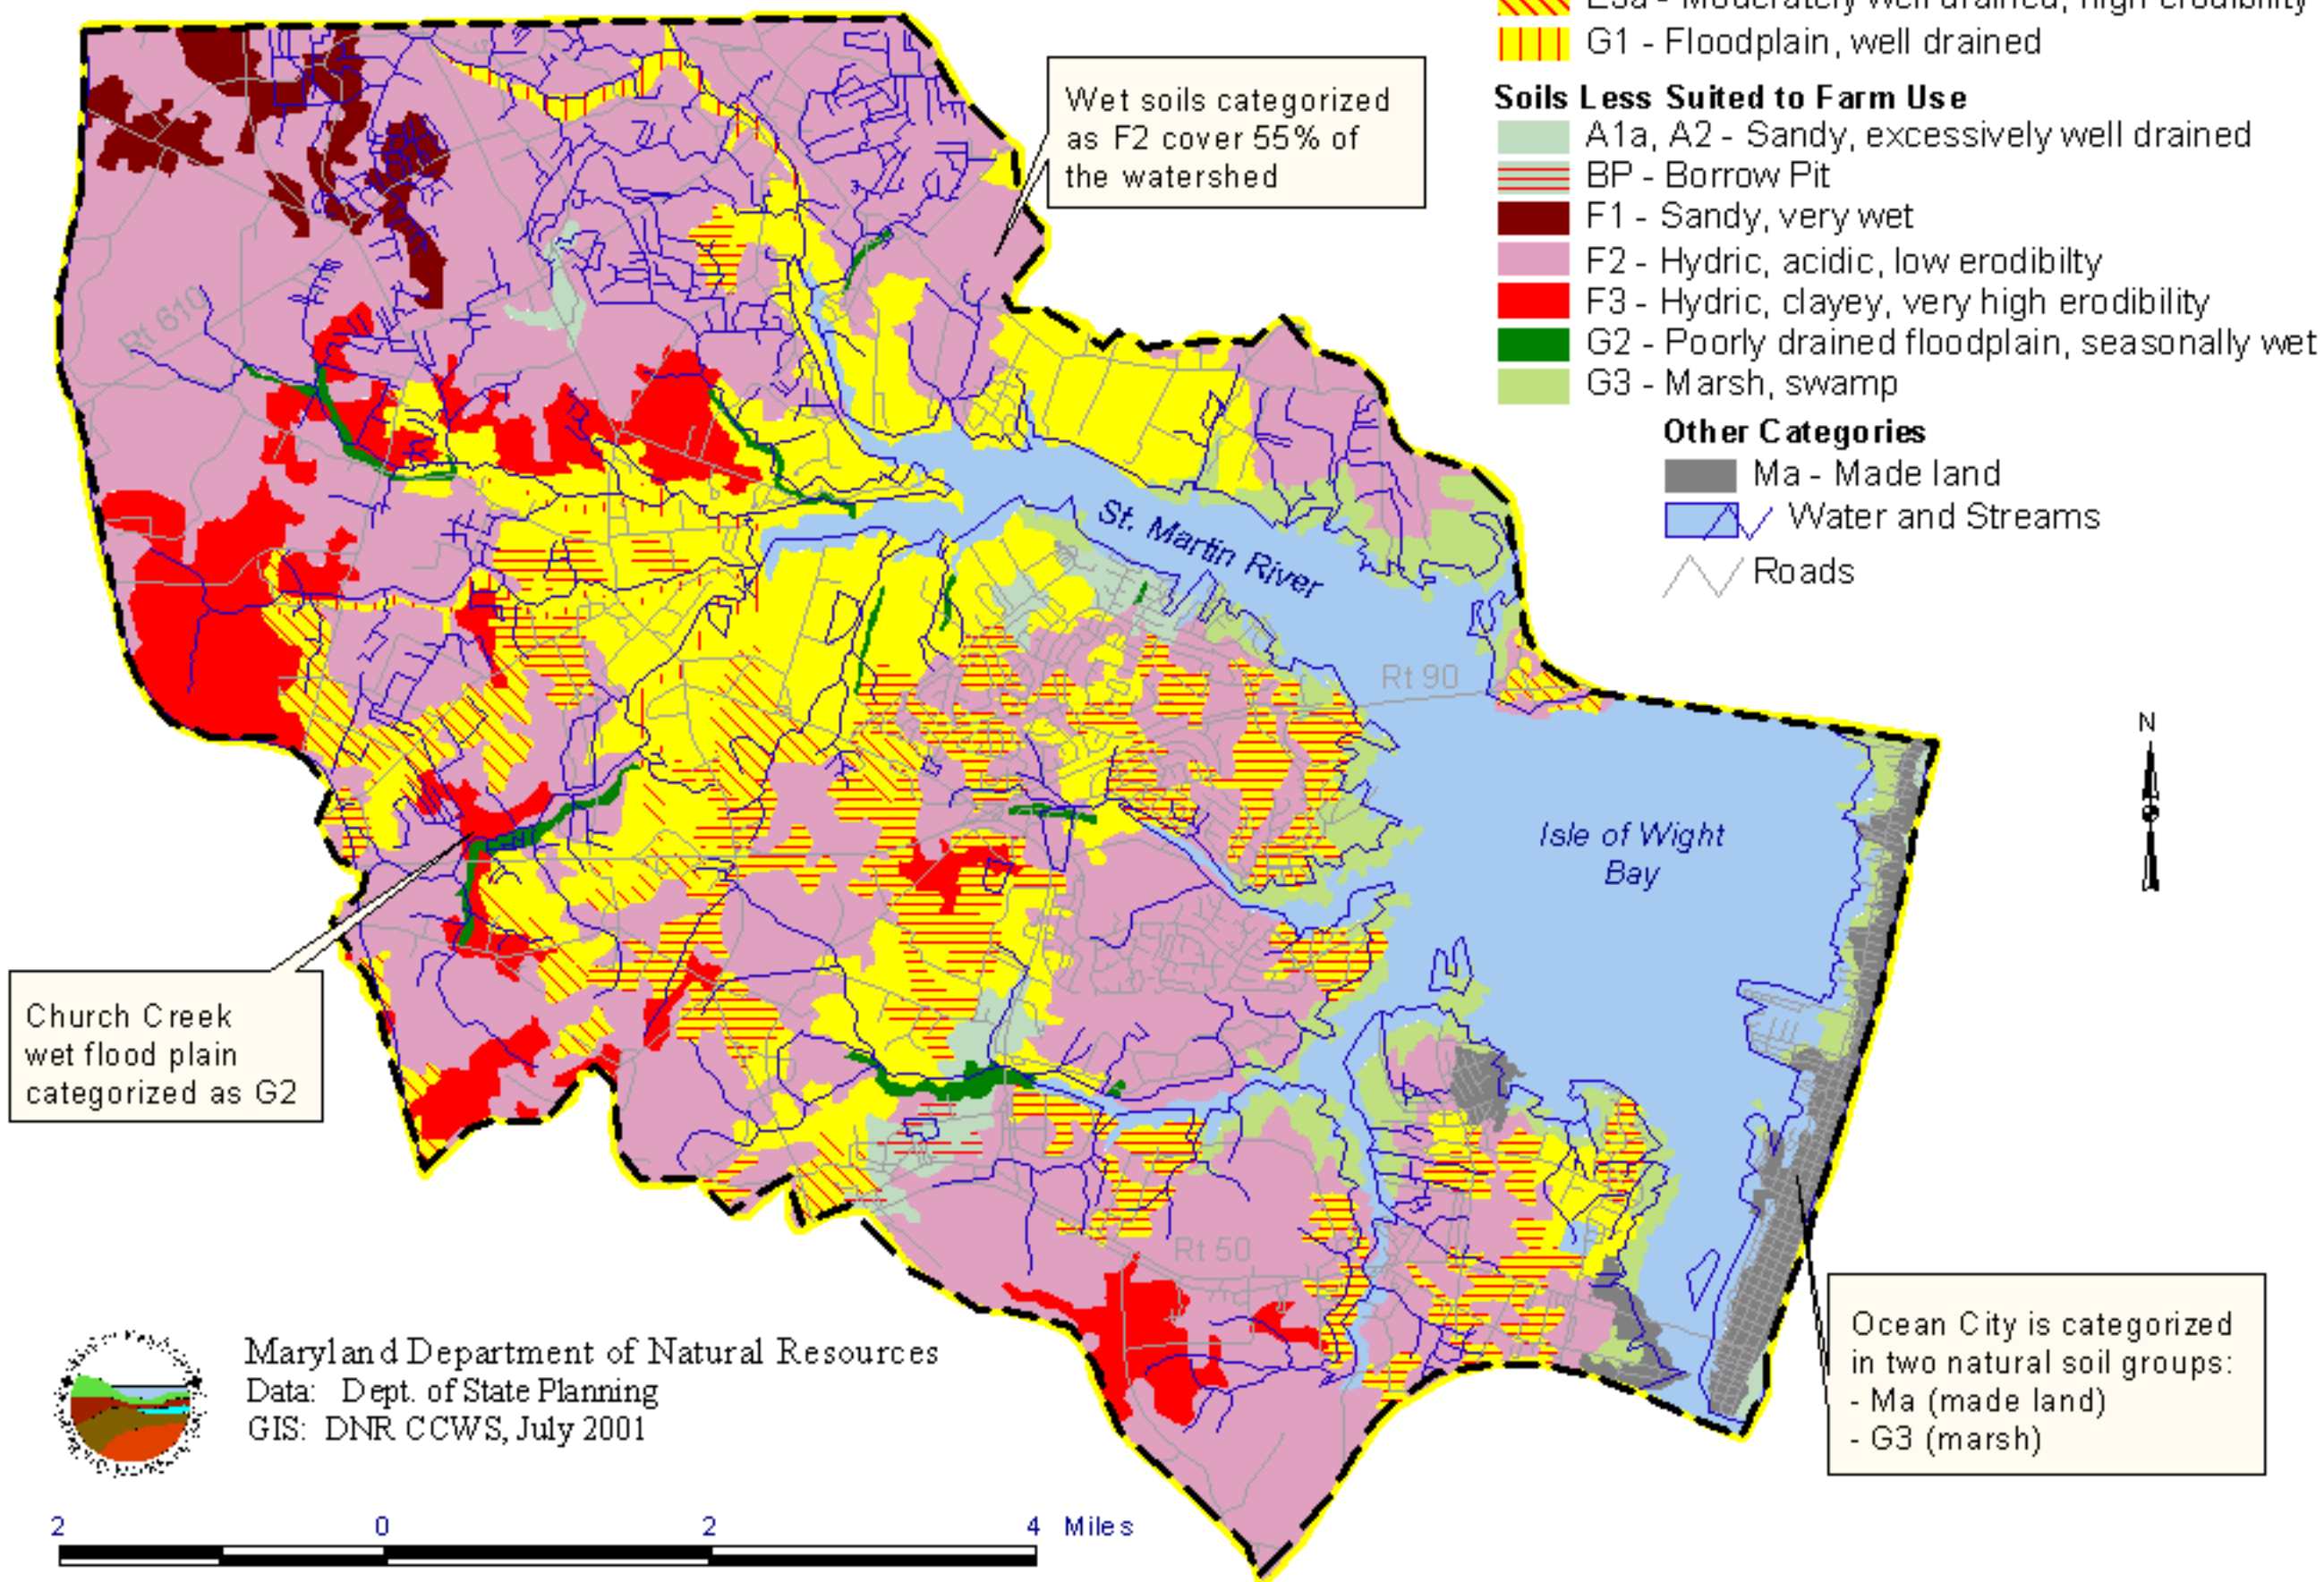 E3a - Moderately well drained, high erodibility
G1 - Floodplain, well drained
Soils Less Suited to Farm Use
A1a, A2 - Sandy, excessively well drained
BP - Borrow Pit
F1 - Sandy, very wet
F2 - Hydric, acidic, low erodibilty
F3 - Hydric, clayey, very high erodibility
G2 - Poorly drained floodplain, seasonally wet
G3 - Marsh, swamp
Other Categories
Ma - Made land
Water and Streams
Roads
Wet soils categorized
as F2 cover 55% of
the watershed
Rt 610
St. Martin River
Rt 90
N
Isle of Wight
Bay
Church Creek
wet flood plain
categorized as G2
Rt 50
Ocean City is categorized
in two natural soil groups:
- Ma (made land)
- G3 (marsh)
Maryland Department of Natural Resources
Data: Dept. of State Planning
GIS: DNR CCWS, July 2001
2 0 2 4 Miles